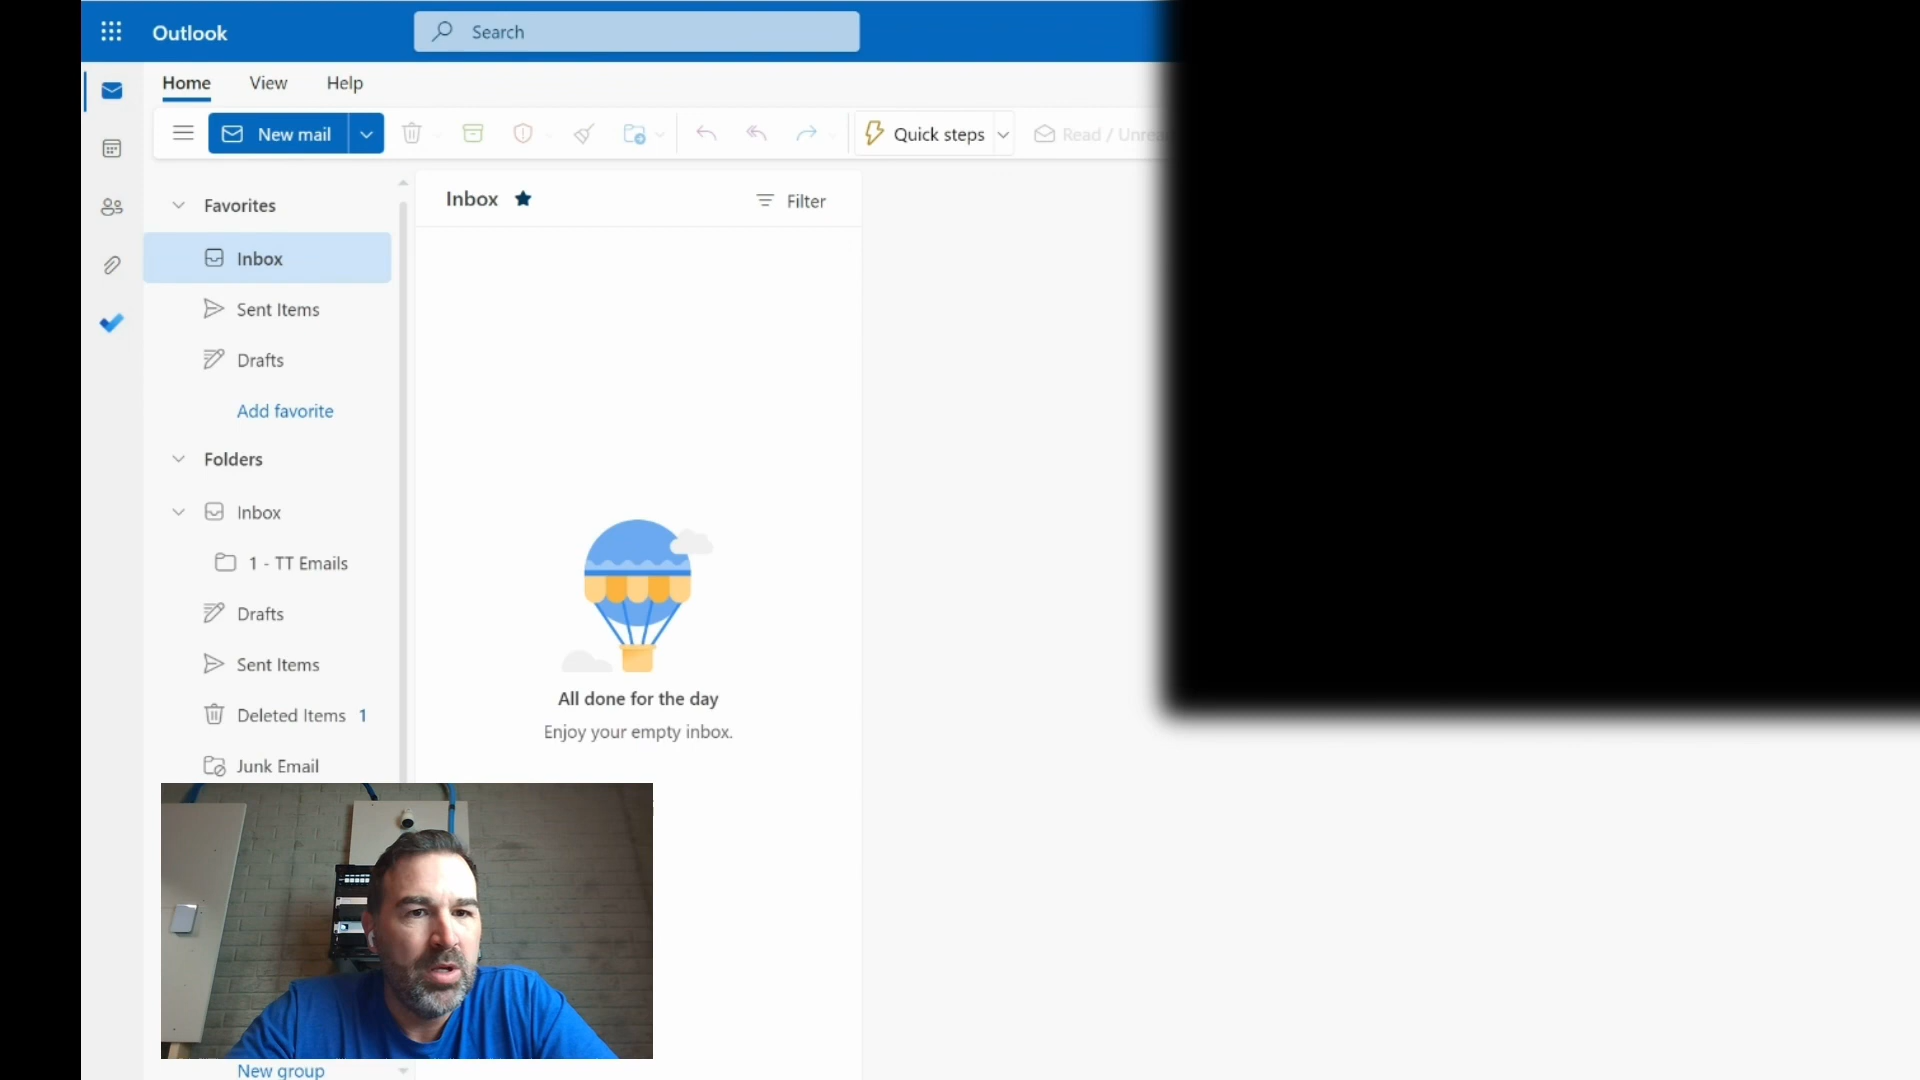 Outlook
Search
Home View Help
New mail
Quick steps
Read / Unrea
Favorites
Inbox
Sent Items
Drafts
Add favorite
Folders
Inbox
1 - TT Emails
Drafts
Sent Items
Deleted Items 1
Junk Email
New group
Inbox
Filter
All done for the day
Enjoy your empty inbox.